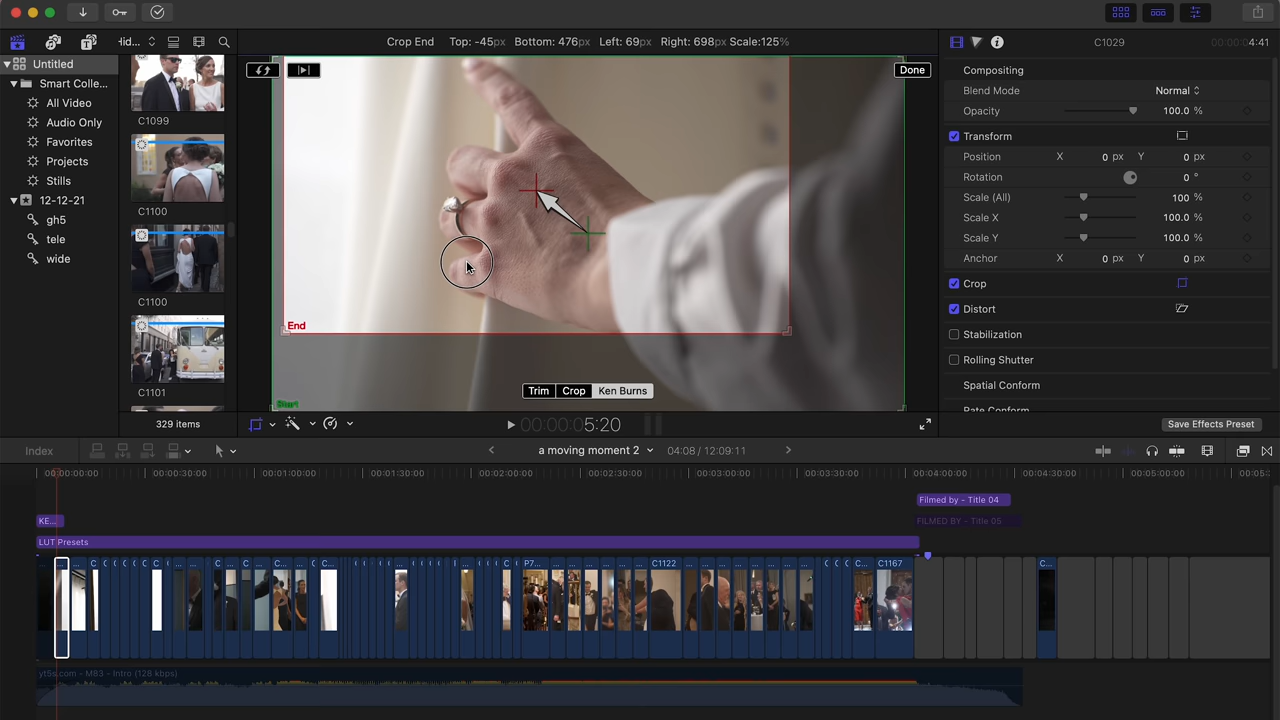 Hid...
Crop End Top: -45px Bottom: 476px Left: 69px Right: 698px Scale:125%
C1029
00:00:00:04:41
Untitled
Smart Colle...
All Video
Audio Only
Favorites
Projects
Stills
12-12-21
gh5
tele
wide
C1099
C1100
C1100
C1101
329 items
Done
End
Start
Trim Crop Ken Burns
00:00:00:5:20
Compositing
Blend Mode Normal
Opacity 100.0 %
Transform
Position X 0 px Y 0 px
Rotation 0 °
Scale (All) 100 %
Scale X 100.0 %
Scale Y 100.0 %
Anchor X 0 px Y 0 px
Crop
Distort
Stabilization
Rolling Shutter
Spatial Conform
Rate Conform
Save Effects Preset
Index
a moving moment 2
04:08 / 12:09:11
00:00:00:00 00:00:30:00 00:01:00:00 00:01:30:00 00:02:00:00 00:02:30:00 00:03:00:00 00:03:30:00 00:04:00:00 00:04:30:00 00:05:00:00
Filmed by - Title 04
KE... FILMED BY - Title 05
LUT Presets
P7... C1122 C... C1167 C...
yt5s.com - MB3 - Intro (128 kbps)